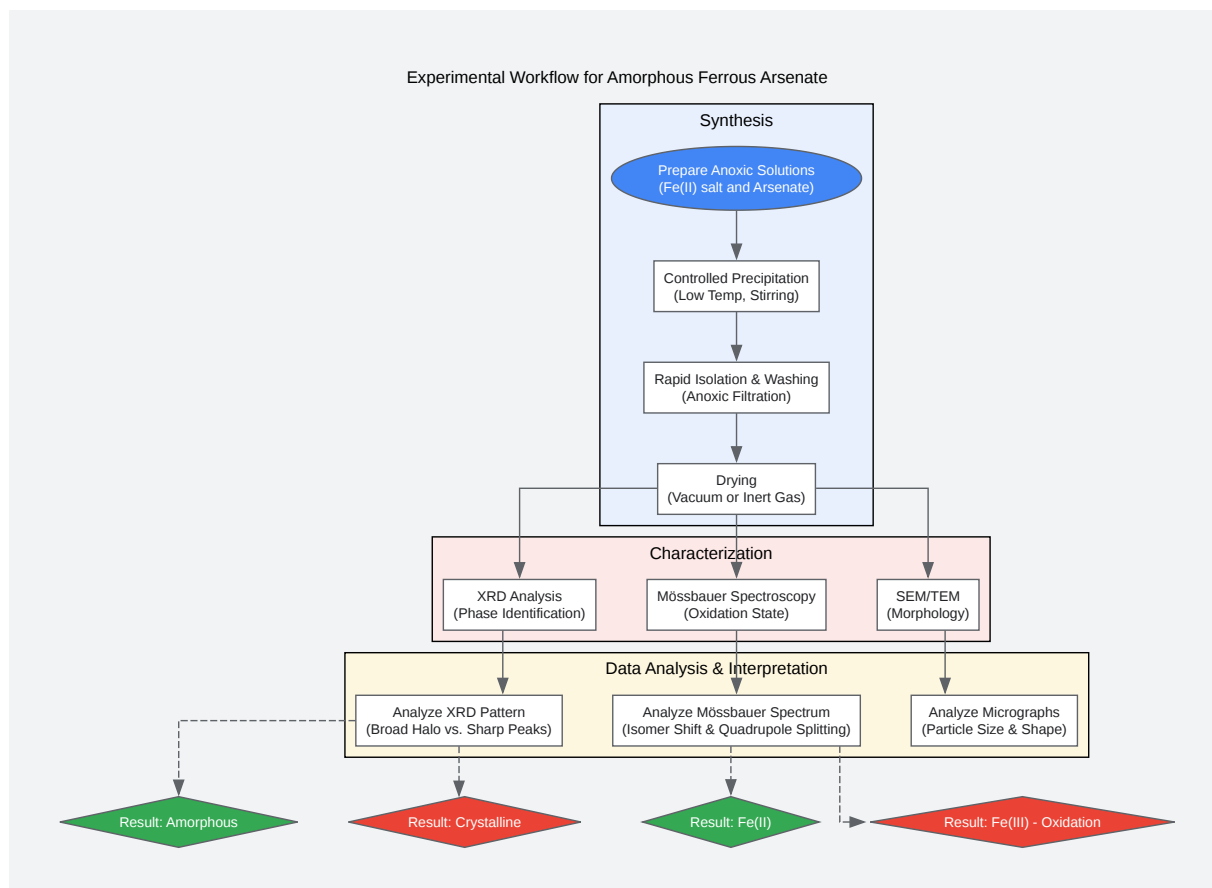 Experimental Workflow for Amorphous Ferrous Arsenate
Synthesis
Prepare Anoxic Solutions
(Fe(II) salt and Arsenate)
Controlled Precipitation
(Low Temp, Stirring)
Rapid Isolation & Washing
(Anoxic Filtration)
Drying
(Vacuum or Inert Gas)
Characterization
XRD Analysis
(Phase Identification)
Mössbauer Spectroscopy
(Oxidation State)
SEM/TEM
(Morphology)
Data Analysis & Interpretation
Analyze XRD Pattern
(Broad Halo vs. Sharp Peaks)
Analyze Mössbauer Spectrum
(Isomer Shift & Quadrupole Splitting)
Analyze Micrographs
(Particle Size & Shape)
Result: Amorphous
Result: Crystalline
Result: Fe(II)
Result: Fe(III) - Oxidation